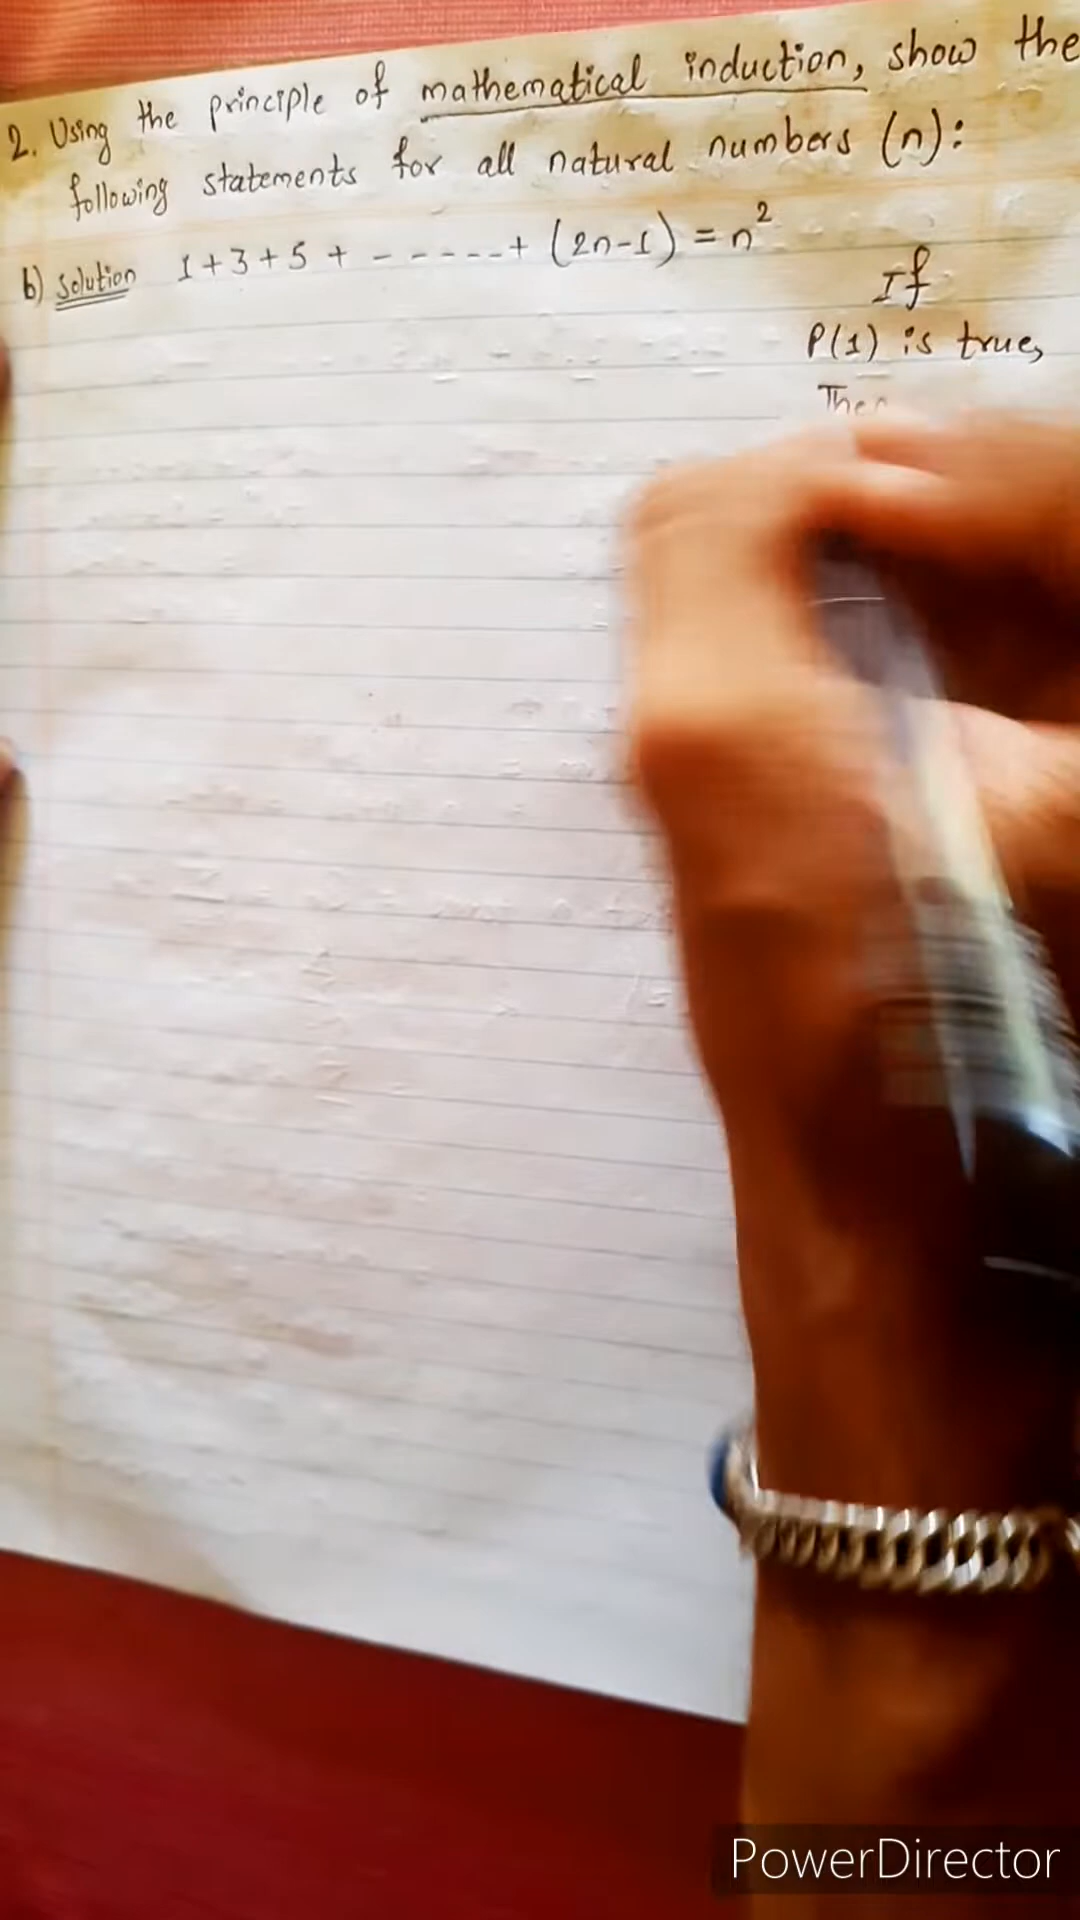 2. Using the principle of mathematical induction, show the
following statements for all natural numbers (n):
b) Solution 1 + 3 + 5 + - - - - - - + (2n-1) = n²
If
P(1) is true,
Then
PowerDirector